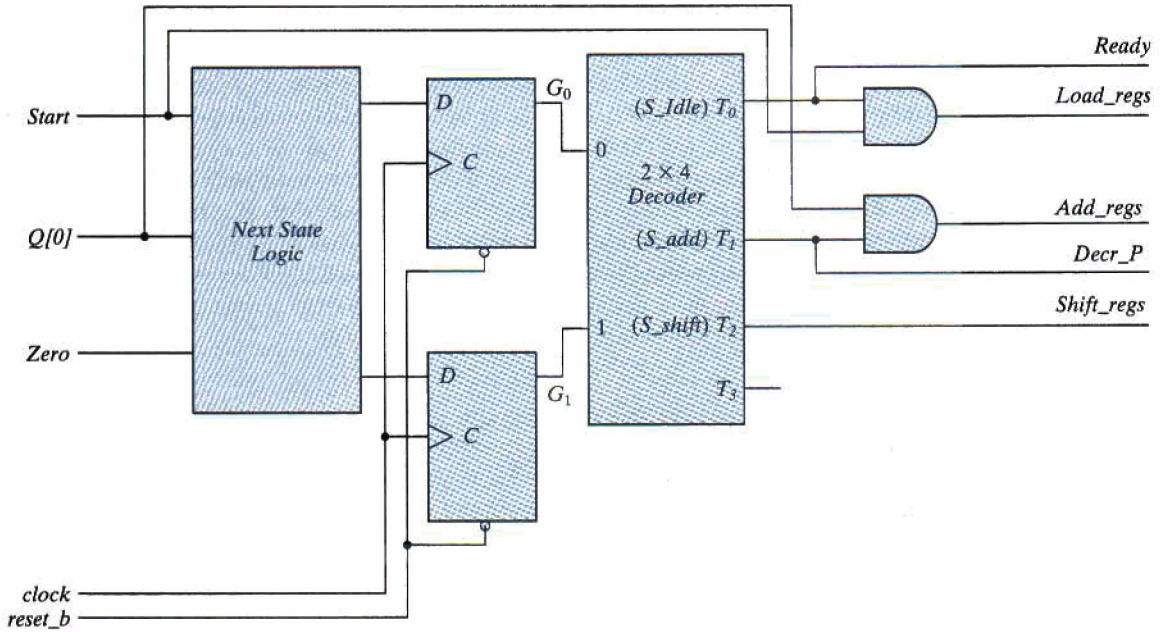 Ready
Start
Load_regs
D
G₀
(S_Idle) T₀
C
0
2 × 4
Decoder
Q[0]
Next State
Logic
(S_add) T₁
Add_regs
Decr_P
1
(S_shift) T₂
Shift_regs
Zero
D
G₁
T₃
C
clock
reset_b